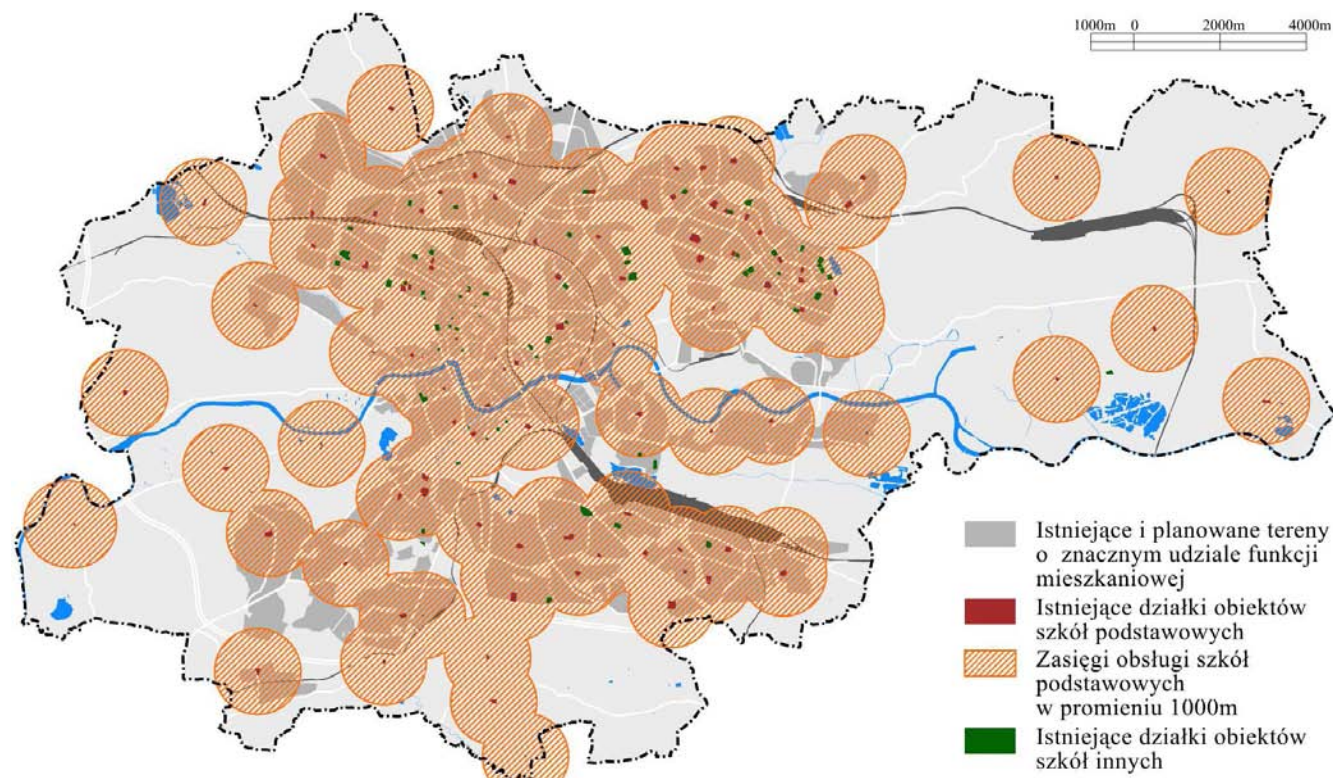 1000m 0 2000m 4000m
Istniejące i planowane tereny
o znacznym udziale funkcji
mieszkaniowej
Istniejące działki obiektów
szkół podstawowych
Zasięgi obsługi szkół
podstawowych
w promieniu 1000m
Istniejące działki obiektów
szkół innych